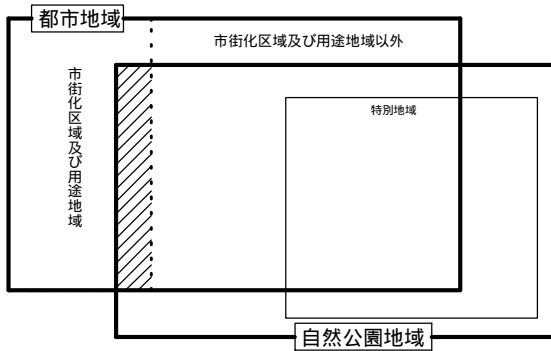 都市地域
市街化区域及び用途地域以外
市街化区域及び用途地域
特別地域
自然公園地域